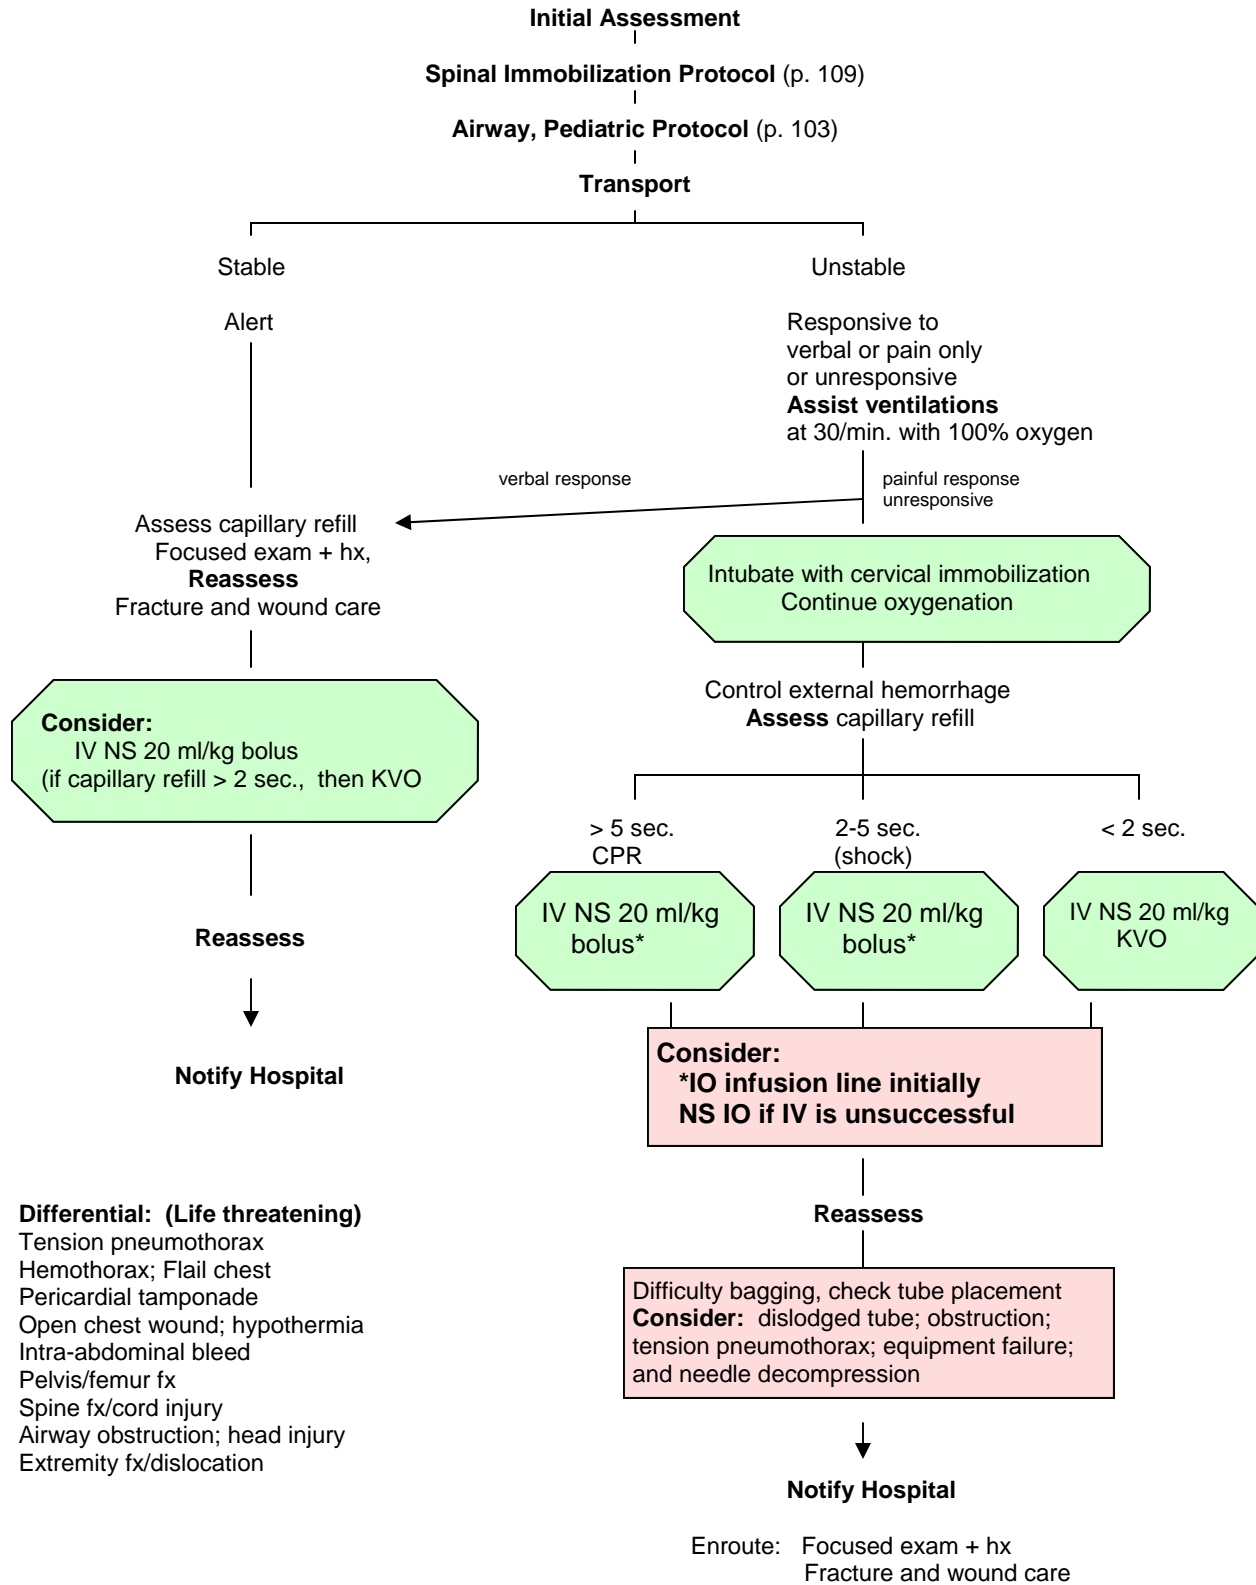 Initial Assessment
Spinal Immobilization Protocol (p. 109)
Airway, Pediatric Protocol (p. 103)
Transport
Stable
Alert
Unstable
Responsive to
verbal or pain only
or unresponsive
Assist ventilations
at 30/min. with 100% oxygen
verbal response
painful response
unresponsive
Assess capillary refill
Focused exam + hx,
Reassess
Fracture and wound care
Consider:
IV NS 20 ml/kg bolus
(if capillary refill > 2 sec., then KVO
Reassess
Notify Hospital
Intubate with cervical immobilization
Continue oxygenation
Control external hemorrhage
Assess capillary refill
> 5 sec.
CPR
IV NS 20 ml/kg
bolus*
2-5 sec.
(shock)
IV NS 20 ml/kg
bolus*
< 2 sec.
IV NS 20 ml/kg
KVO
Consider:
*IO infusion line initially
NS IO if IV is unsuccessful
Reassess
Difficulty bagging, check tube placement
Consider: dislodged tube; obstruction;
tension pneumothorax; equipment failure;
and needle decompression
Notify Hospital
Enroute: Focused exam + hx
Fracture and wound care
Differential: (Life threatening)
Tension pneumothorax
Hemothorax; Flail chest
Pericardial tamponade
Open chest wound; hypothermia
Intra-abdominal bleed
Pelvis/femur fx
Spine fx/cord injury
Airway obstruction; head injury
Extremity fx/dislocation